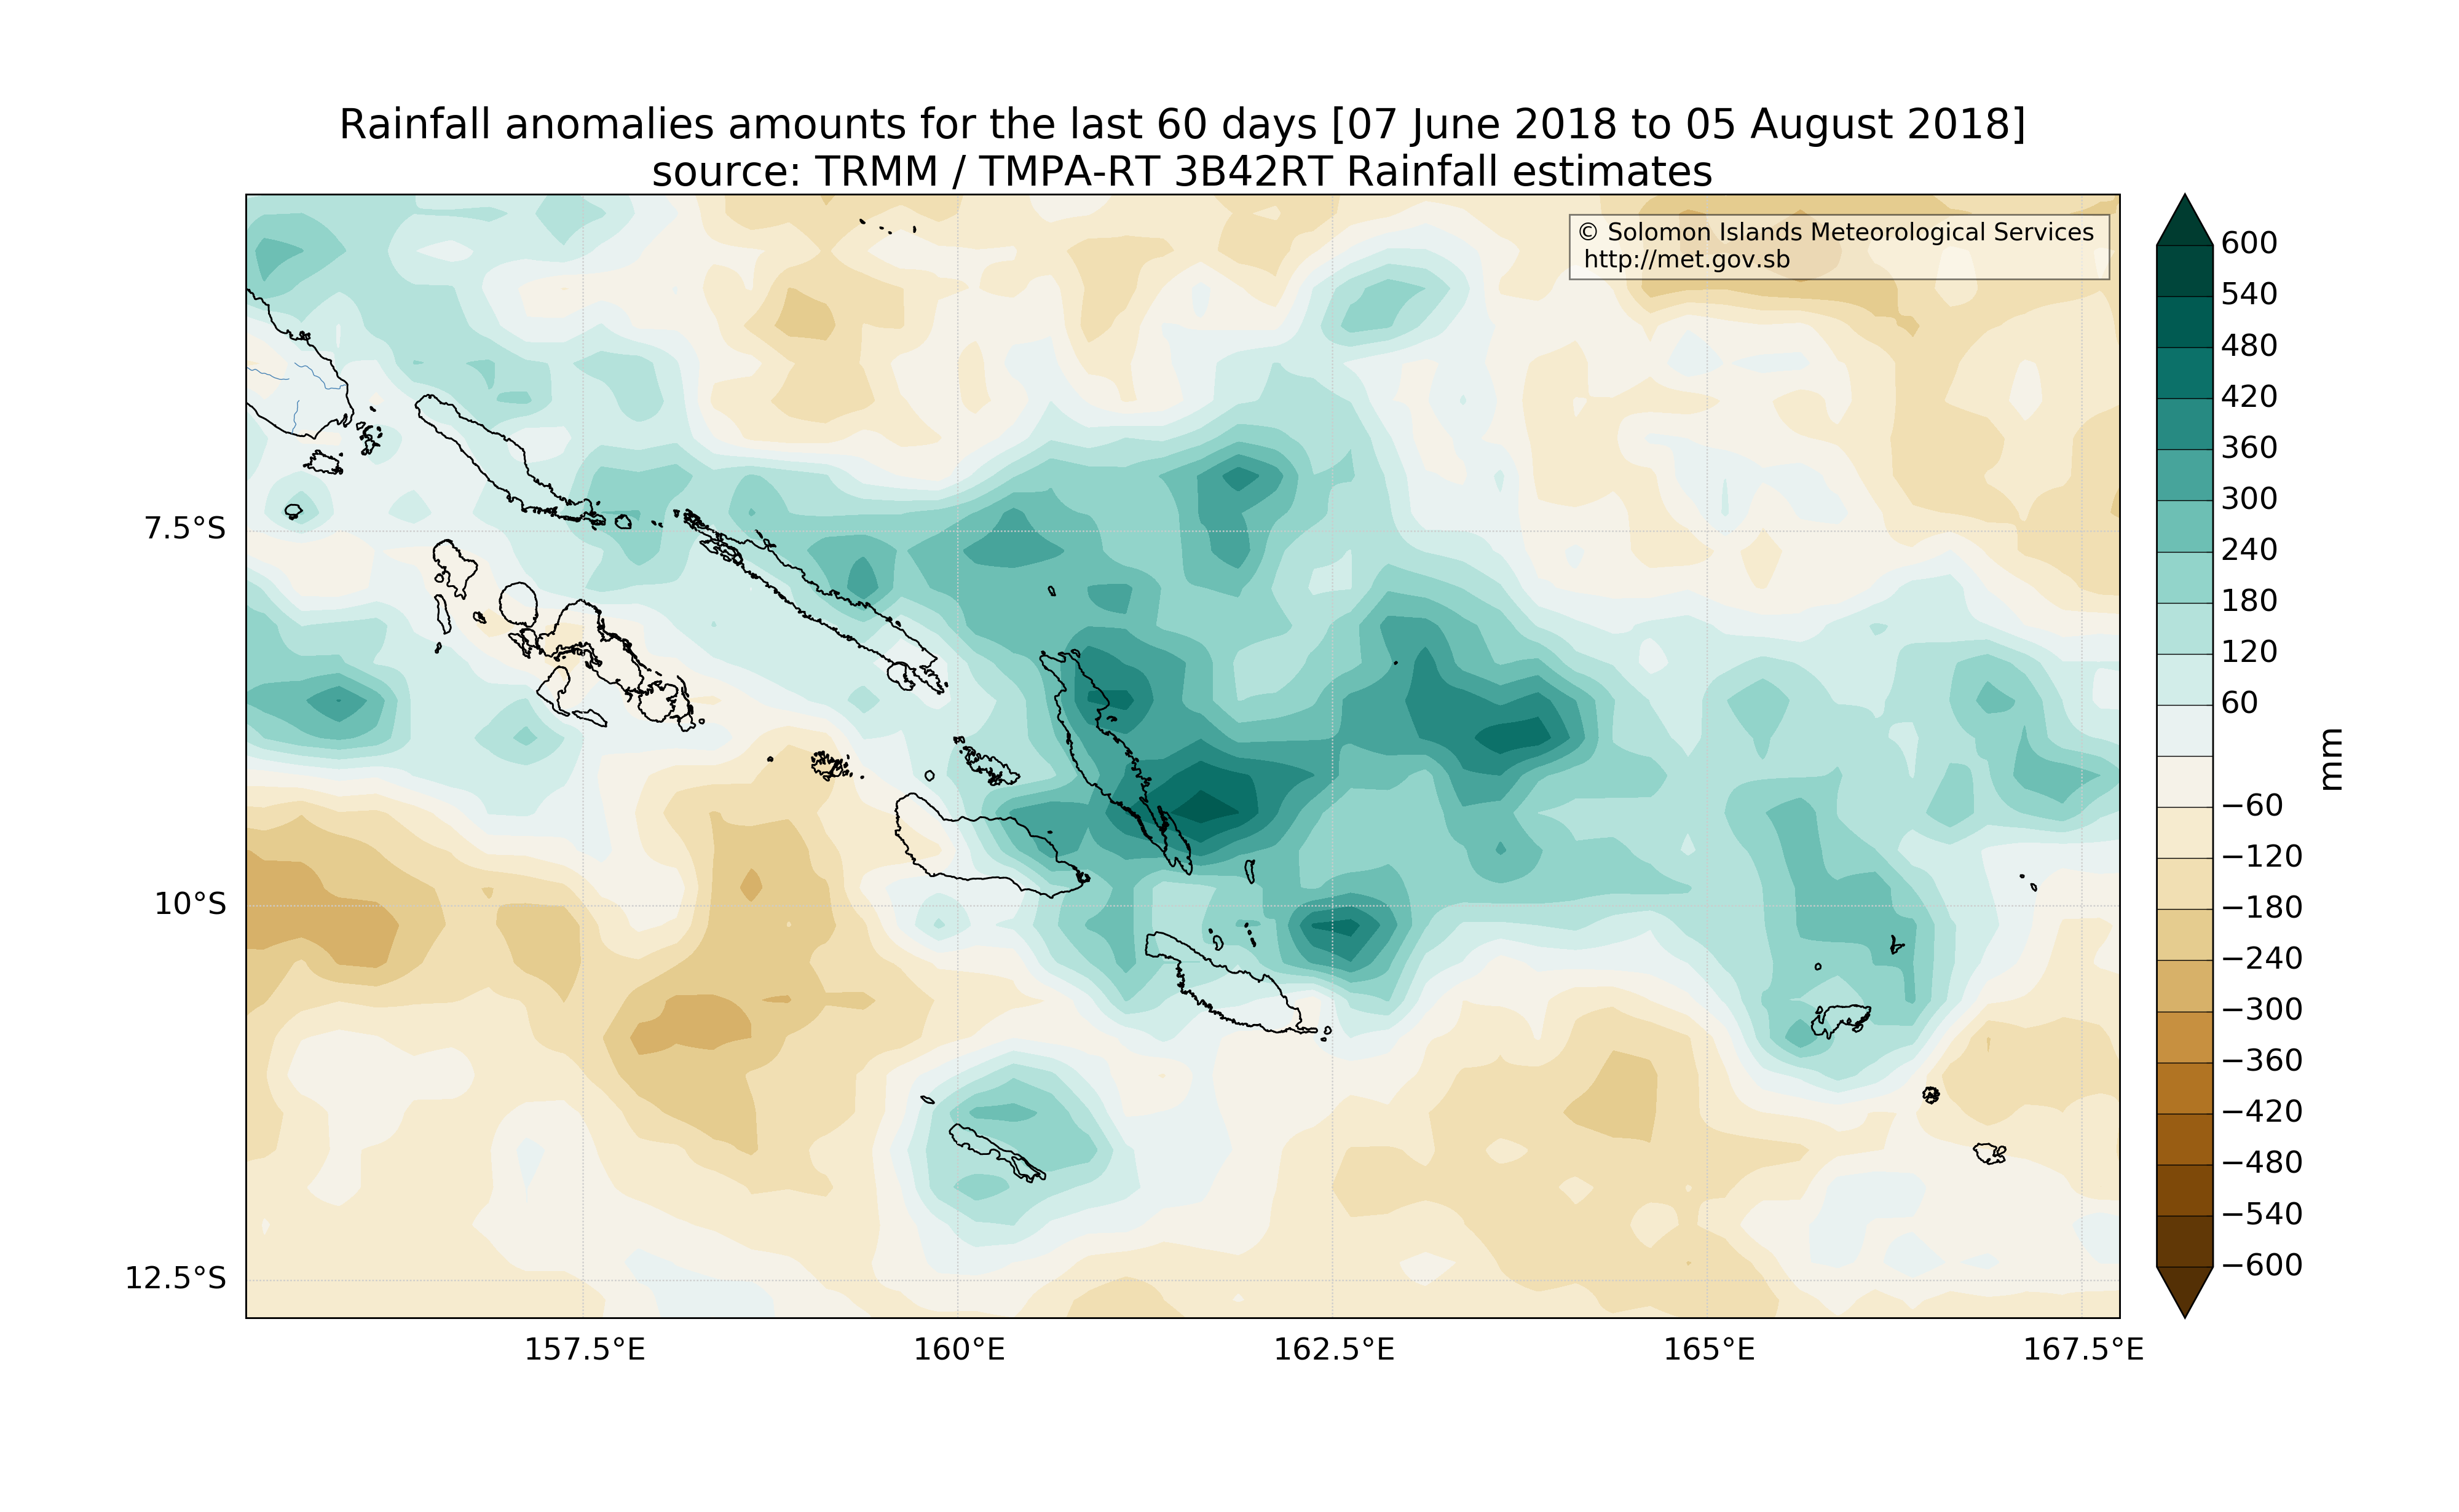 Rainfall anomalies amounts for the last 60 days [07 June 2018 to 05 August 2018]
source: TRMM / TMPA-RT 3B42RT Rainfall estimates
© Solomon Islands Meteorological Services
http://met.gov.sb
7.5°S
10°S
12.5°S
157.5°E
160°E
162.5°E
165°E
167.5°E
600
540
480
420
360
300
240
180
120
60
−60
−120
−180
−240
−300
−360
−420
−480
−540
−600
mm